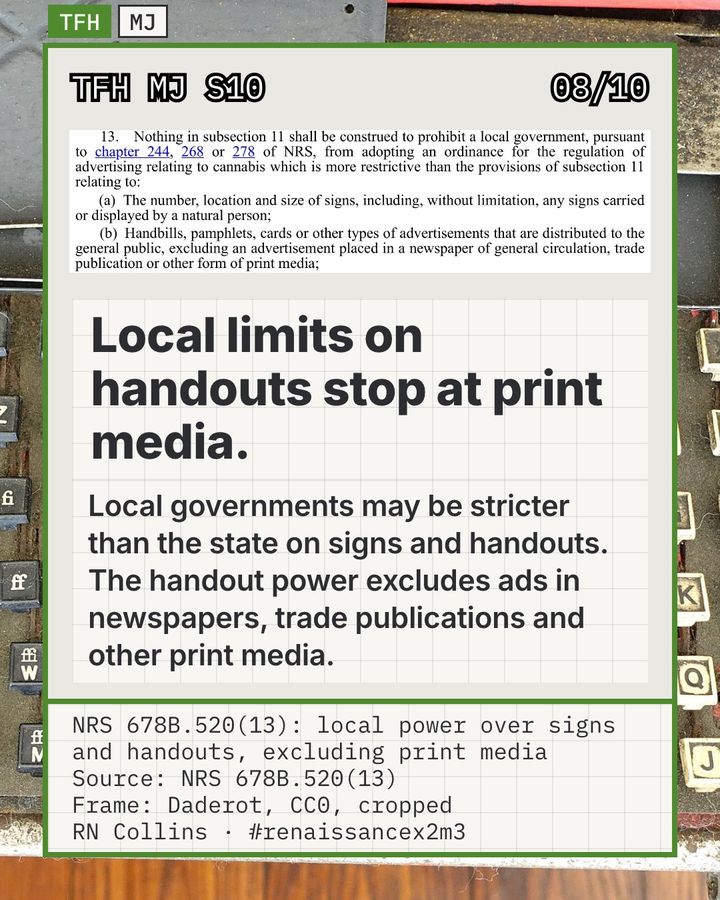 TFH MJ
TFH MJ S10 08/10
13. Nothing in subsection 11 shall be construed to prohibit a local government, pursuant
to chapter 244, 268 or 278 of NRS, from adopting an ordinance for the regulation of
advertising relating to cannabis which is more restrictive than the provisions of subsection 11
relating to:
(a) The number, location and size of signs, including, without limitation, any signs carried
or displayed by a natural person;
(b) Handbills, pamphlets, cards or other types of advertisements that are distributed to the
general public, excluding an advertisement placed in a newspaper of general circulation, trade
publication or other form of print media;
Local limits on
handouts stop at print
media.
Local governments may be stricter
than the state on signs and handouts.
The handout power excludes ads in
newspapers, trade publications and
other print media.
fi
ff
ffi
W
K
Q
J
NRS 678B.520(13): local power over signs
and handouts, excluding print media
Source: NRS 678B.520(13)
Frame: Daderot, CC0, cropped
RN Collins · #renaissancex2m3